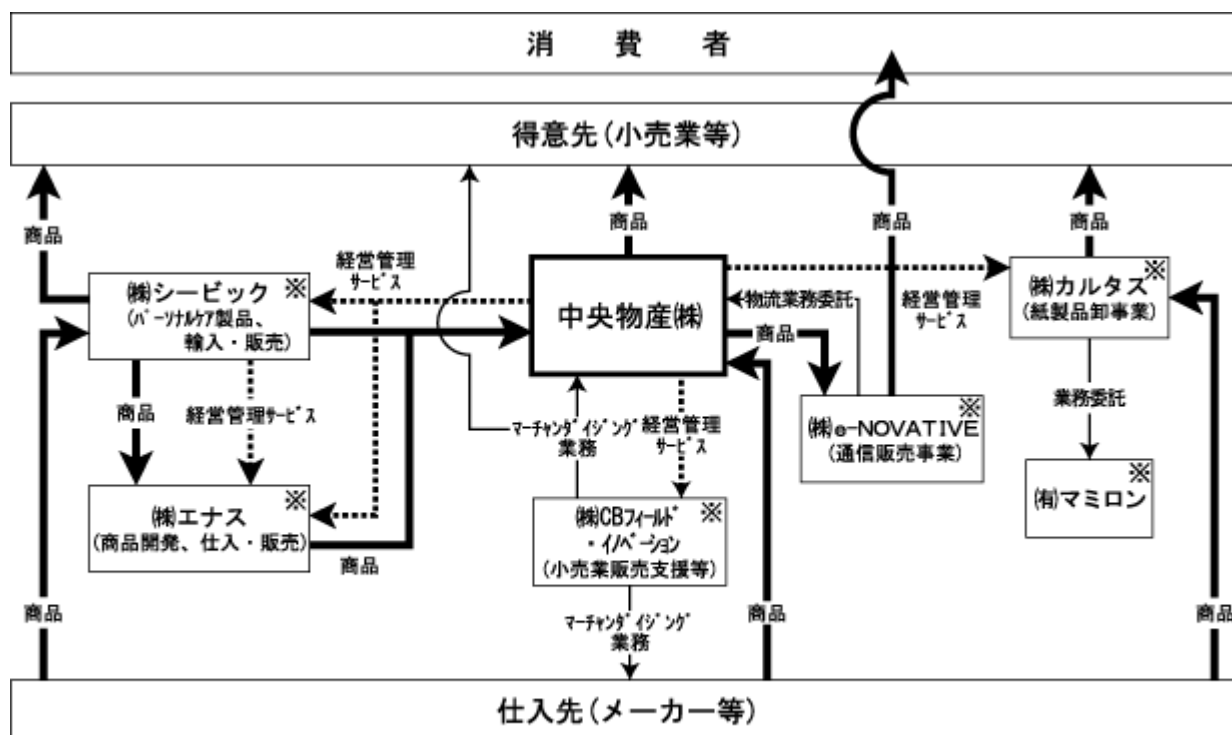 消 費 者
得意先(小売業等)
商品
商品
商品
商品
経営管理
ｻｰﾋﾞｽ
㈱シービック
※
(ﾊﾟｰｿﾅﾙｹｱ製品、
輸入・販売)
中央物産㈱
物流業務委託
商品
経営管理
ｻｰﾋﾞｽ
㈱カルタス
※
(紙製品卸事業)
商品
経営管理ｻｰﾋﾞｽ
ﾏｰﾁｬﾝﾀﾞｲｼﾞﾝｸﾞ
業務
経営管理
ｻｰﾋﾞｽ
㈱e-NOVATIVE
※
(通信販売事業)
業務委託
㈱エナス
※
(商品開発、仕入・販売)
商品
㈱CBﾌｨｰﾙﾄﾞ
※
・ｲﾉﾍﾞｰｼｮﾝ
(小売業販売支援等)
㈲マミロン
※
商品
ﾏｰﾁｬﾝﾀﾞｲｼﾞﾝｸﾞ
業務
商品
商品
仕入先(メーカー等)